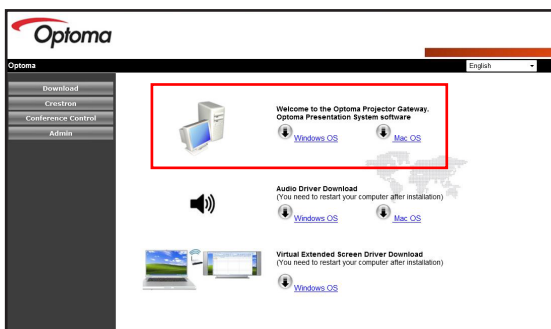 Optoma
Optoma
English
Download
Crestron
Conference Control
Admin
Welcome to the Optoma Projector Gateway.
Optoma Presentation System software
Windows OS
Mac OS
Audio Driver Download
(You need to restart your computer after installation)
Windows OS
Mac OS
Virtual Extended Screen Driver Download
(You need to restart your computer after installation)
Windows OS